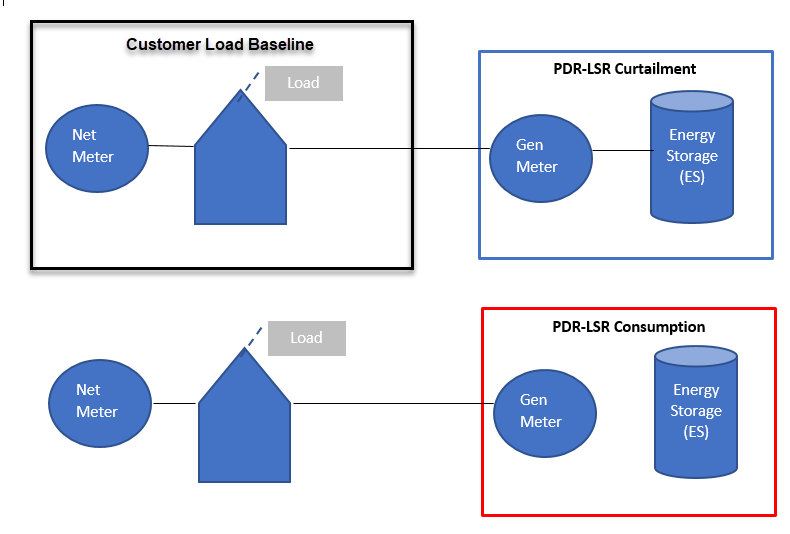 Customer Load Baseline
Load
Net
Meter
PDR-LSR Curtailment
Gen
Meter
Energy
Storage
(ES)
Load
Net
Meter
PDR-LSR Consumption
Gen
Meter
Energy
Storage
(ES)